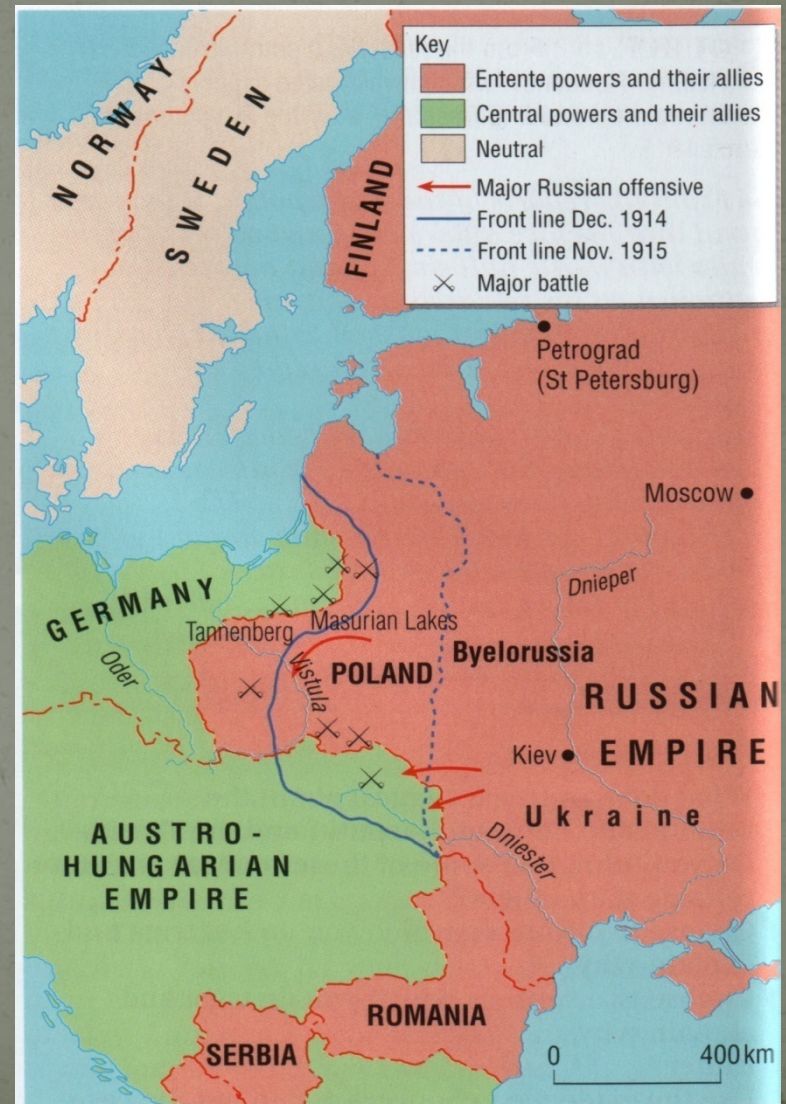 Key
Entente powers and their allies
Central powers and their allies
Neutral
Major Russian offensive
Front line Dec. 1914
Front line Nov. 1915
Major battle
NORWAY
SWEDEN
FINLAND
Petrograd
(St Petersburg)
Moscow
Dnieper
GERMANY
Tannenberg
Masurian Lakes
Oder
Vistula
POLAND
Byelorussia
RUSSIAN
EMPIRE
Kiev
Ukraine
AUSTRO-
HUNGARIAN
EMPIRE
Dniester
ROMANIA
SERBIA
0 400 km